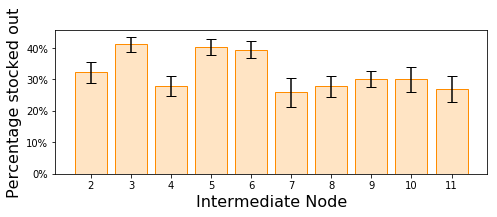 Percentage stocked out
40%
30%
20%
10%
0%
2 3 4 5 6 7 8 9 10 11
Intermediate Node